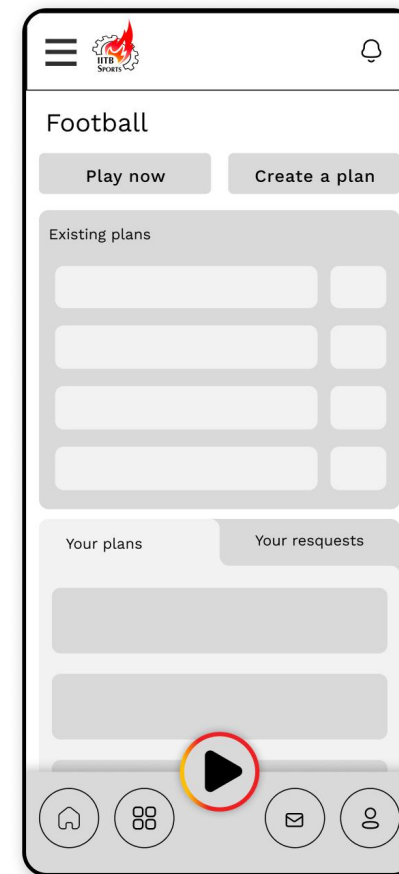 IITB
SPORTS
Football
Play now
Create a plan
Existing plans
Your plans
Your resquests